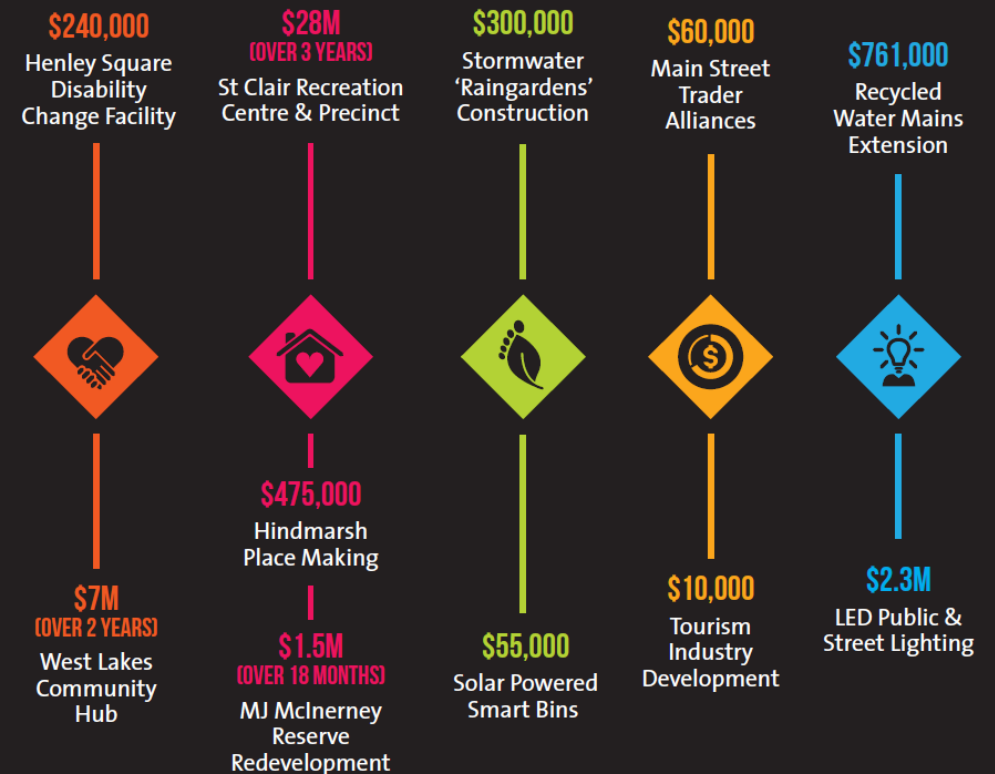 $240,000
Henley Square
Disability
Change Facility
$7M
(OVER 2 YEARS)
West Lakes
Community
Hub
$28M
(OVER 3 YEARS)
St Clair Recreation
Centre & Precinct
$475,000
Hindmarsh
Place Making
$1.5M
(OVER 18 MONTHS)
MJ McInerney
Reserve
Redevelopment
$300,000
Stormwater
‘Raingardens’
Construction
$55,000
Solar Powered
Smart Bins
$60,000
Main Street
Trader
Alliances
$
$10,000
Tourism
Industry
Development
$761,000
Recycled
Water Mains
Extension
$2.3M
LED Public &
Street Lighting